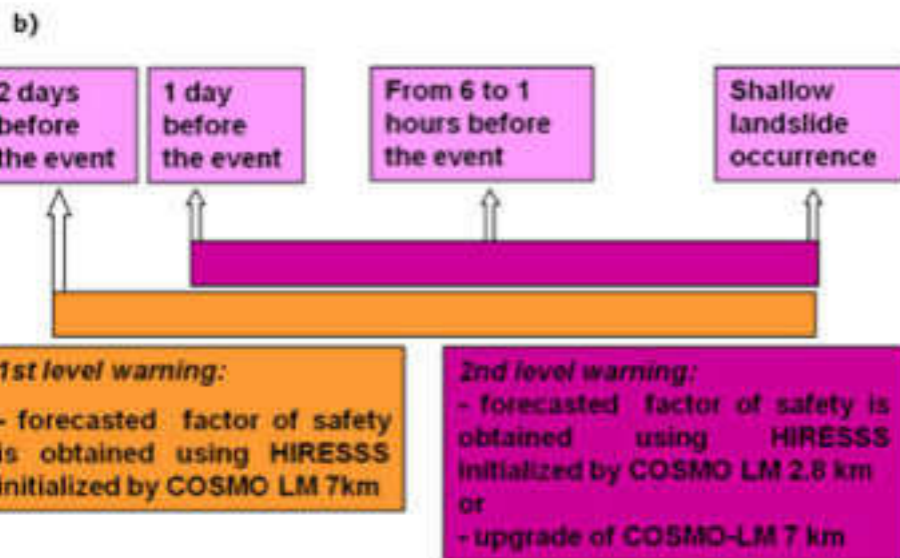 b)
2 days
before
the event
1 day
before
the event
From 6 to 1
hours before
the event
Shallow
landslide
occurrence
1st level warning:
- forecasted factor of safety
is obtained using HIRESSS
initialized by COSMO LM 7km
2nd level warning:
- forecasted factor of safety is
obtained using HIRESSS
initialized by COSMO LM 2.8 km
or
- upgrade of COSMO-LM 7 km